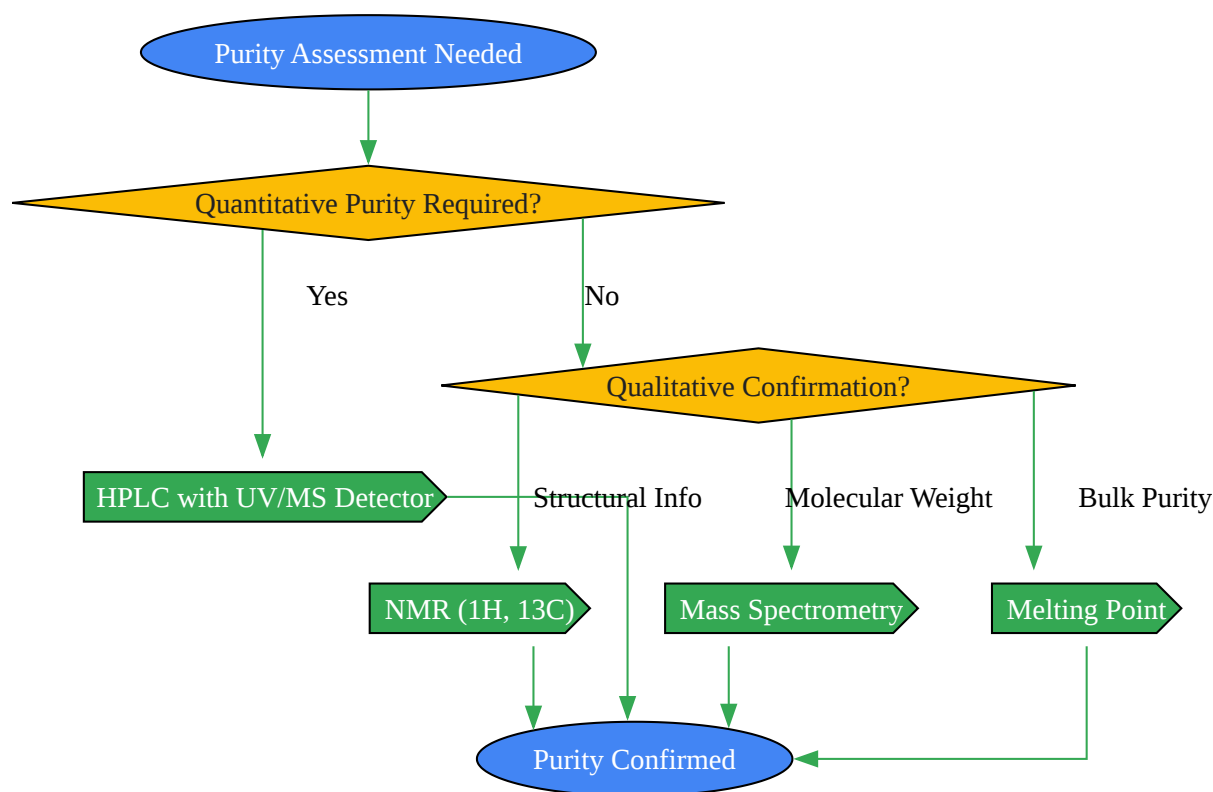 Purity Assessment Needed
Quantitative Purity Required?
Yes
No
Qualitative Confirmation?
HPLC with UV/MS Detector
Structural Info
Molecular Weight
Bulk Purity
NMR (1H, 13C)
Mass Spectrometry
Melting Point
Purity Confirmed